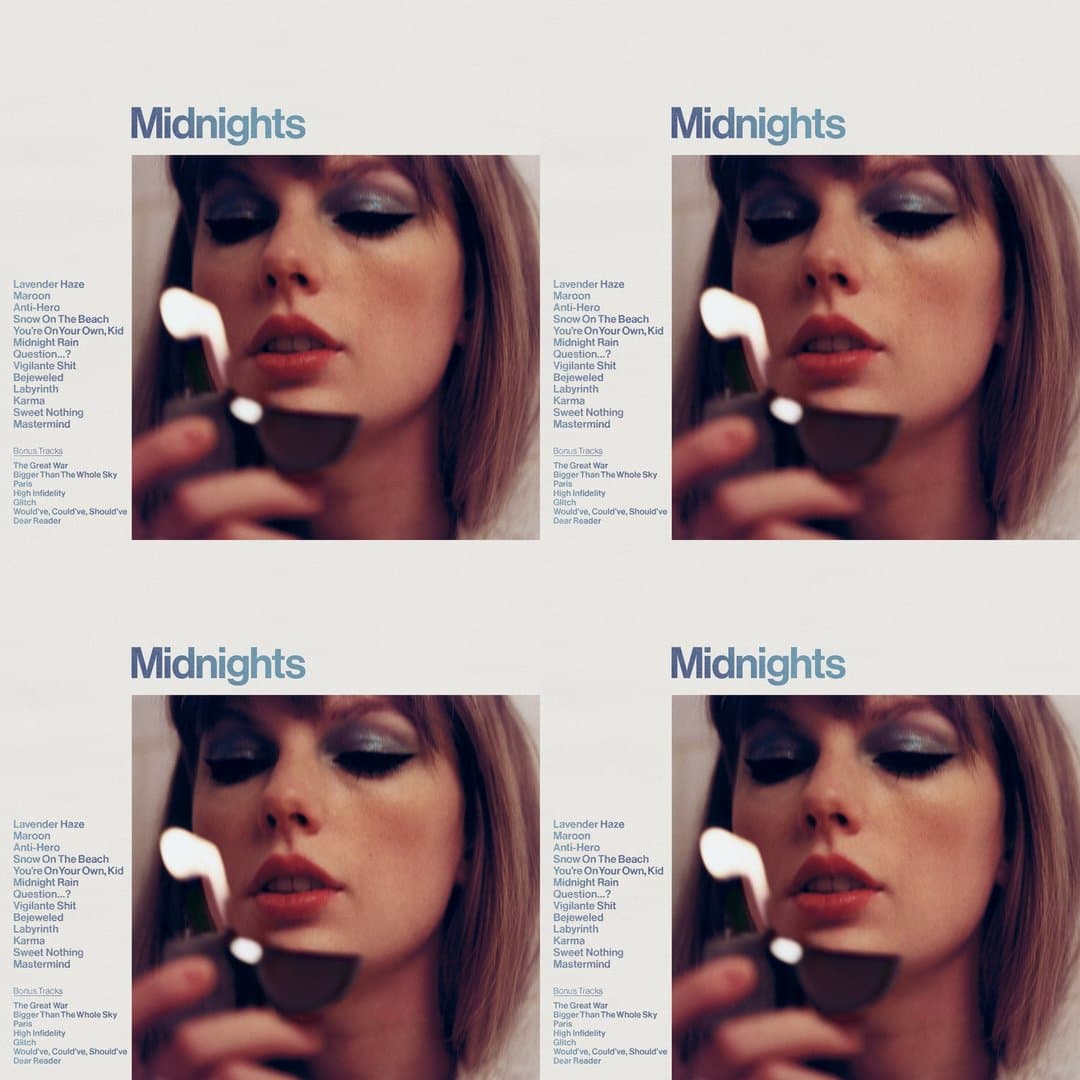 Midnights
Lavender Haze
Maroon
Anti-Hero
Snow On The Beach
You're On Your Own, Kid
Midnight Rain
Question...?
Vigilante Shit
Bejeweled
Labyrinth
Karma
Sweet Nothing
Mastermind
Bonus Tracks
The Great War
Bigger Than The Whole Sky
Paris
High Infidelity
Glitch
Would've, Could've, Should've
Dear Reader
Midnights
Lavender Haze
Maroon
Anti-Hero
Snow On The Beach
You're On Your Own, Kid
Midnight Rain
Question...?
Vigilante Shit
Bejeweled
Labyrinth
Karma
Sweet Nothing
Mastermind
Bonus Tracks
The Great War
Bigger Than The Whole Sky
Paris
High Infidelity
Glitch
Would've, Could've, Should've
Dear Reader
Midnights
Lavender Haze
Maroon
Anti-Hero
Snow On The Beach
You're On Your Own, Kid
Midnight Rain
Question...?
Vigilante Shit
Bejeweled
Labyrinth
Karma
Sweet Nothing
Mastermind
Bonus Tracks
The Great War
Bigger Than The Whole Sky
Paris
High Infidelity
Glitch
Would've, Could've, Should've
Dear Reader
Midnights
Lavender Haze
Maroon
Anti-Hero
Snow On The Beach
You're On Your Own, Kid
Midnight Rain
Question...?
Vigilante Shit
Bejeweled
Labyrinth
Karma
Sweet Nothing
Mastermind
Bonus Tracks
The Great War
Bigger Than The Whole Sky
Paris
High Infidelity
Glitch
Would've, Could've, Should've
Dear Reader